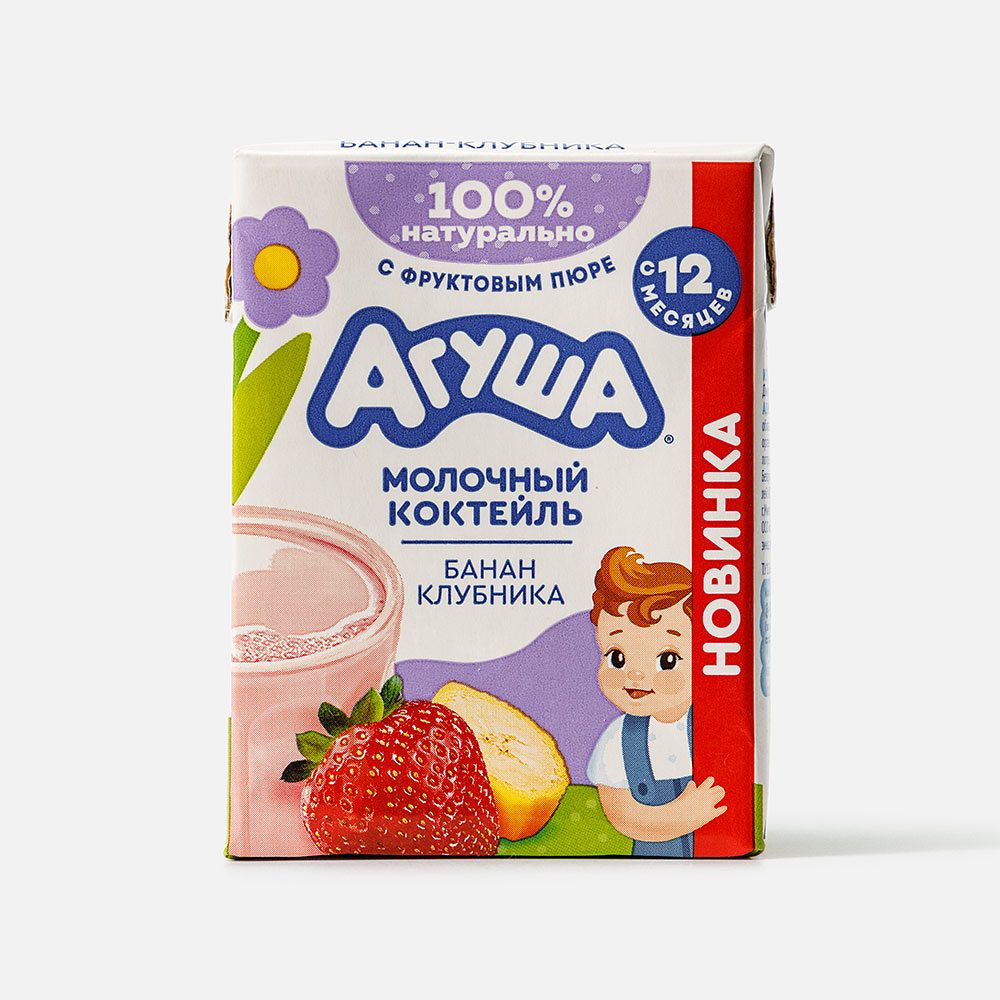 БАНАН-КЛУБНИКА
100%
натурально
С ФРУКТОВЫМ ПЮРЕ
С 12
МЕСЯЦЕВ
АГУША
МОЛОЧНЫЙ
КОКТЕЙЛЬ
БАНАН
КЛУБНИКА
НОВИНКА